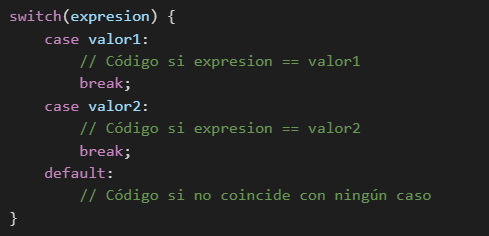 switch(expresion) {
    case valor1:
        // Código si expresion == valor1
        break;
    case valor2:
        // Código si expresion == valor2
        break;
    default:
        // Código si no coincide con ningún caso
}